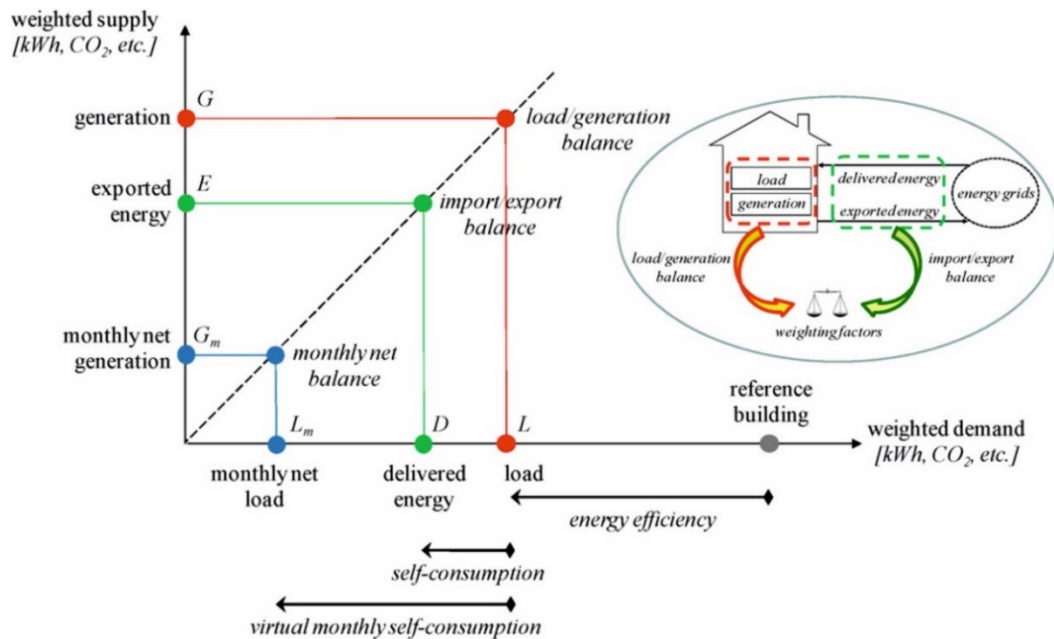 weighted supply
[kWh, CO2, etc.]
G
generation
load/generation
balance
E
exported
energy
import/export
balance
Gm
monthly net
generation
monthly net
balance
Lm
D
L
monthly net
load
delivered
energy
load
reference
building
weighted demand
[kWh, CO2, etc.]
energy efficiency
self-consumption
virtual monthly self-consumption
load
generation
delivered energy
exported energy
energy grids
load/generation
balance
import/export
balance
weighting factors